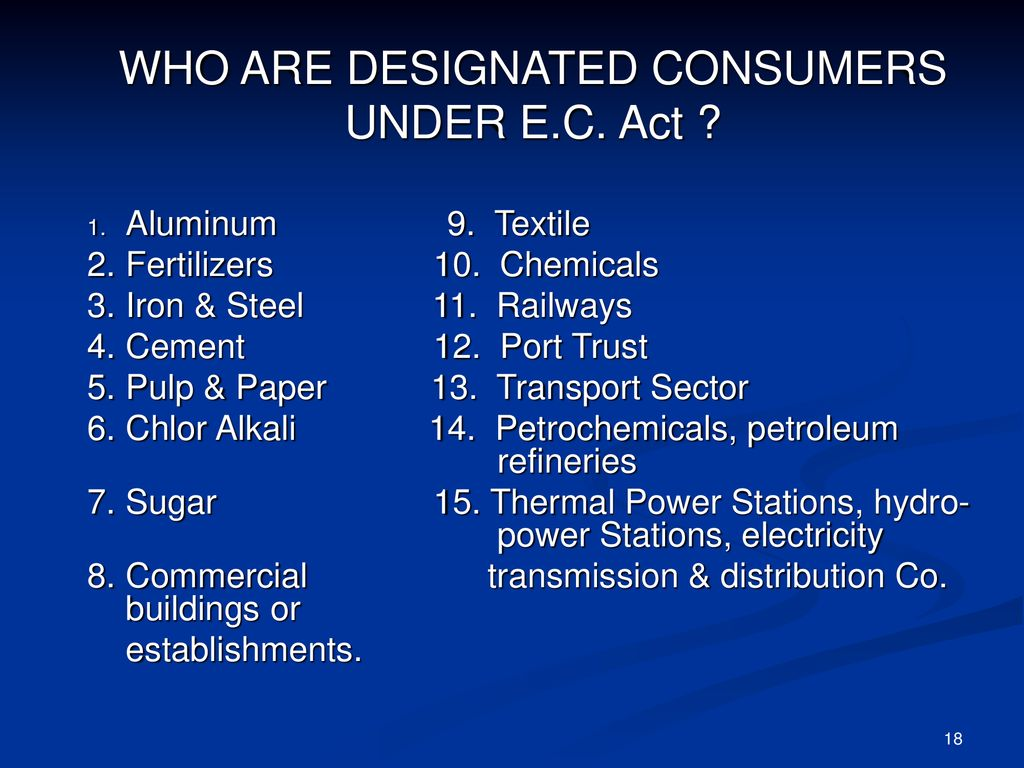 WHO ARE DESIGNATED CONSUMERS
UNDER E.C. Act ?
1. Aluminum
2. Fertilizers
3. Iron & Steel
4. Cement
5. Pulp & Paper
6. Chlor Alkali
7. Sugar
8. Commercial
buildings or
establishments.
9. Textile
10. Chemicals
11. Railways
12. Port Trust
13. Transport Sector
14. Petrochemicals, petroleum
refineries
15. Thermal Power Stations, hydro-
power Stations, electricity
transmission & distribution Co.
18